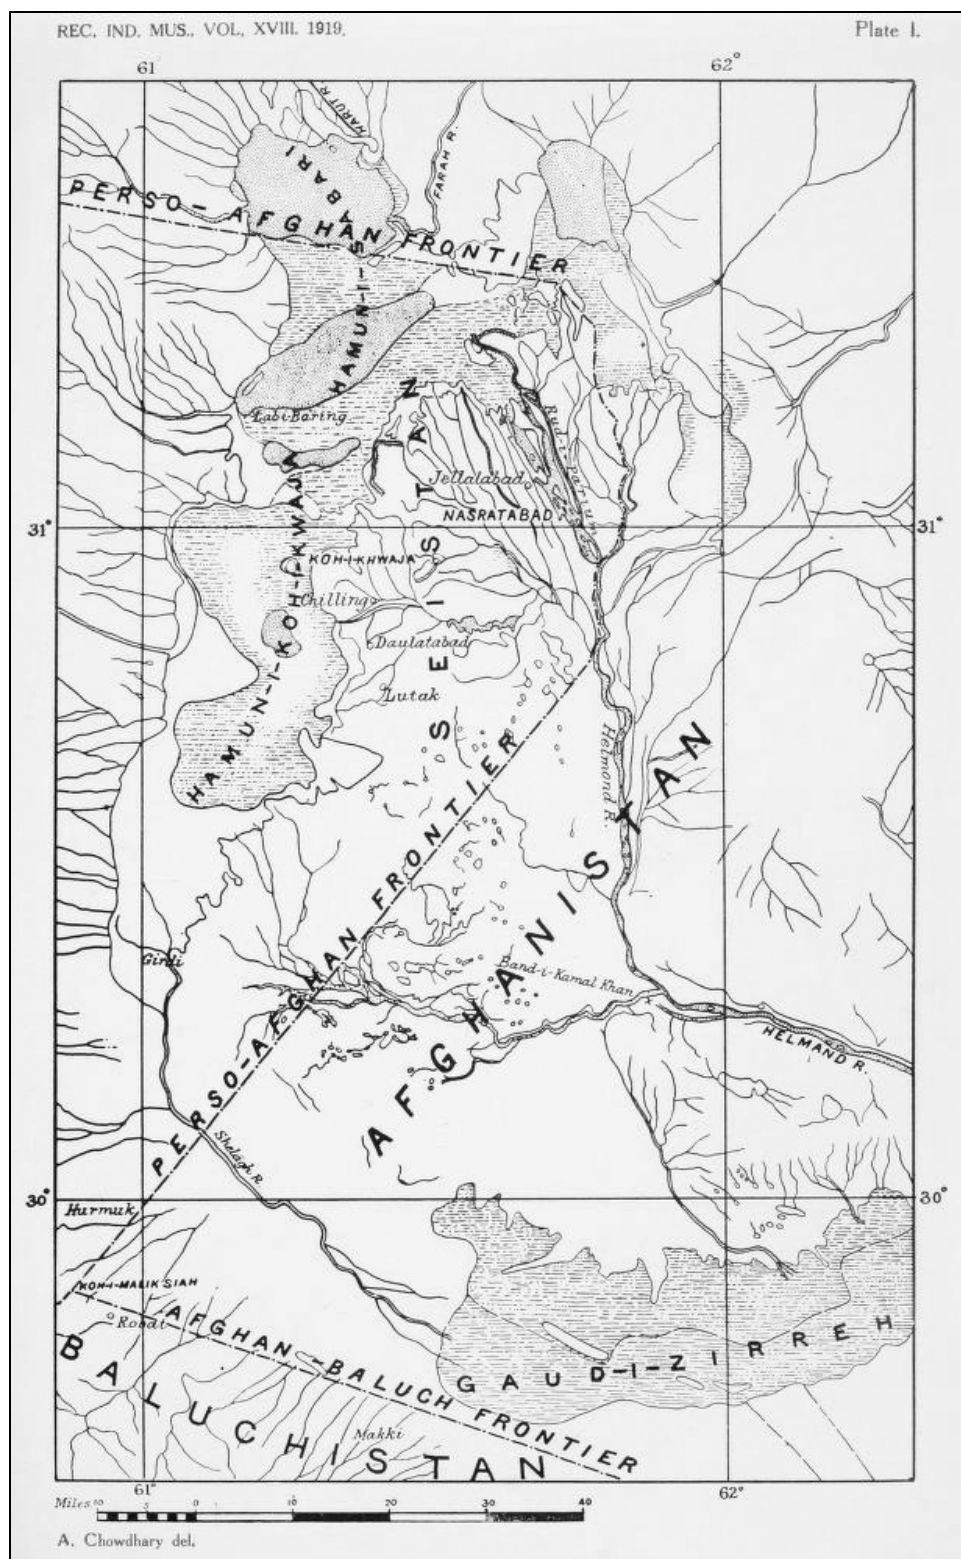 REC. IND. MUS., VOL. XVIII. 1919.
Plate I.
61
62°
HARUT R.
FARAH R.
HAMUN-I-SABARI
PERSO-AFGHAN FRONTIER
Labi-Baring
Rud-i-Pariun
Jellalabad
NASRATABAD
31°
31°
SEISTAN
HAMUN-I-KOH-I-KWAJA
KOH-I-KHWAJA
Chilling
Daulatabad
Lutak
Helmond R.
PERSO-AFGHAN FRONTIER
AFGHANISTAN
Girdi
Band-i-Kamal Khan
HELMAND R.
Shelagh R.
30°
30°
Hurmuk
KOH-I-MALIK SIAH
Robat
AFGHAN-BALUCH FRONTIER
GAUD-I-ZIRREH
BALUCHISTAN
Makki
61°
62°
Miles 10 5 0 10 20 30 40
A. Chowdhary del.